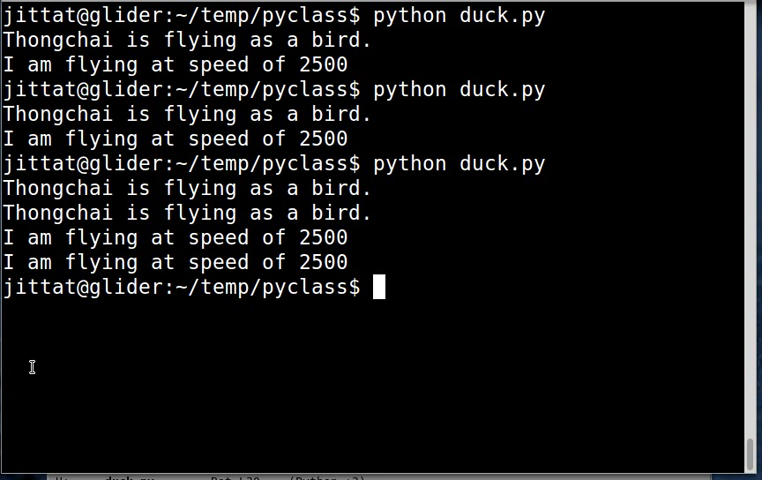 jittat@glider:~/temp/pyclass$ python duck.py
Thongchai is flying as a bird.
I am flying at speed of 2500
jittat@glider:~/temp/pyclass$ python duck.py
Thongchai is flying as a bird.
I am flying at speed of 2500
jittat@glider:~/temp/pyclass$ python duck.py
Thongchai is flying as a bird.
Thongchai is flying as a bird.
I am flying at speed of 2500
I am flying at speed of 2500
jittat@glider:~/temp/pyclass$